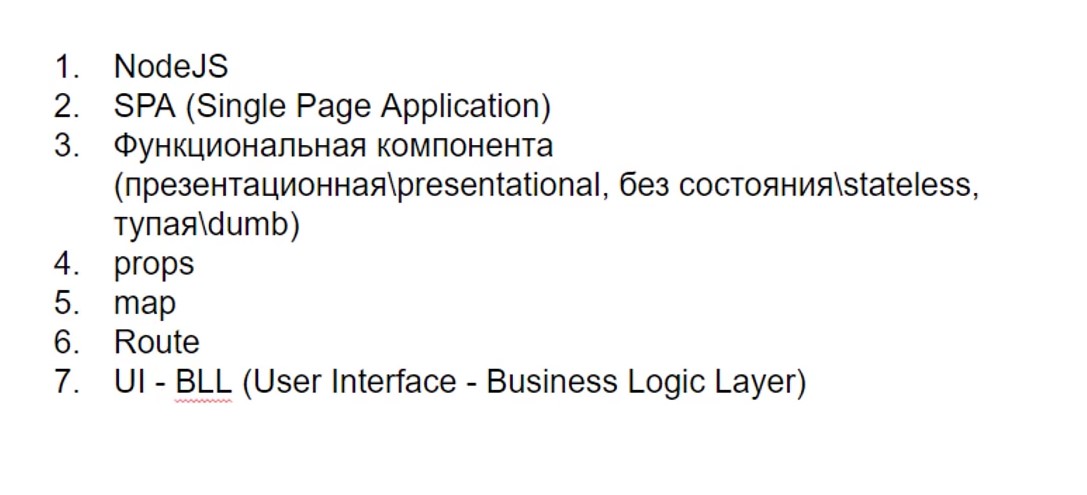 1. NodeJS
2. SPA (Single Page Application)
3. Функциональная компонента
(презентационная\presentational, без состояния\stateless,
тупая\dumb)
4. props
5. map
6. Route
7. UI - BLL (User Interface - Business Logic Layer)